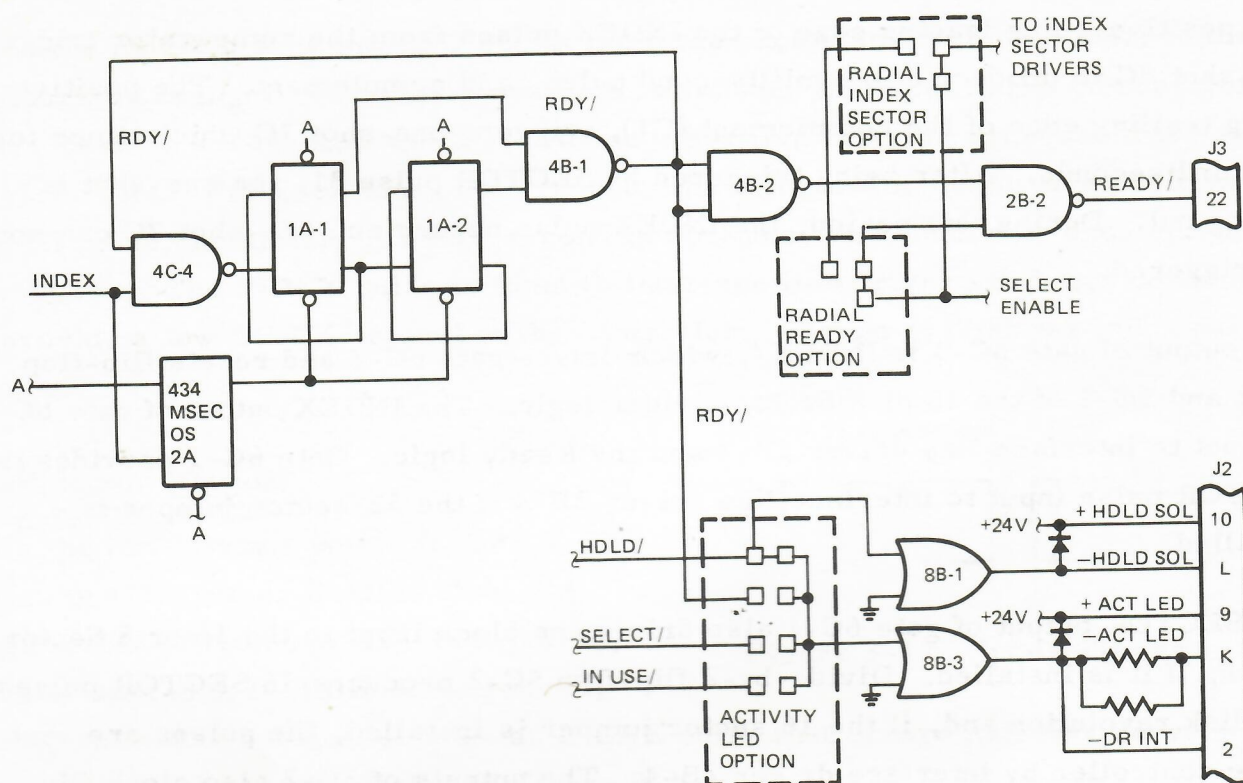 TO INDEX
SECTOR
DRIVERS
RADIAL
INDEX
SECTOR
OPTION
RDY/
RDY/
A
A
1A-1
1A-2
4B-1
4B-2
2B-2
READY/
J3
22
INDEX
4C-4
SELECT
ENABLE
RADIAL
READY
OPTION
A
434
MSEC
OS
2A
A
RDY/
J2
+24V
+ HDLD SOL
10
HDLD/
8B-1
−HDLD SOL
L
+24V
+ ACT LED
9
SELECT/
8B-3
−ACT LED
K
IN USE/
ACTIVITY
LED
OPTION
−DR INT
2